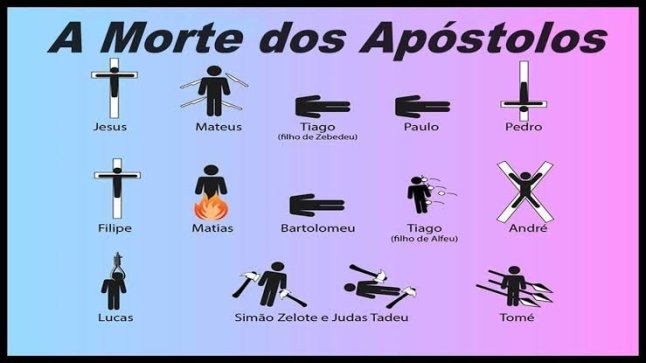 A Morte dos Apóstolos
Jesus
Mateus
Tiago
(filho de Zebedeu)
Paulo
Pedro
Filipe
Matias
Bartolomeu
Tiago
(filho de Alfeu)
André
Lucas
Simão Zelote e Judas Tadeu
Tomé